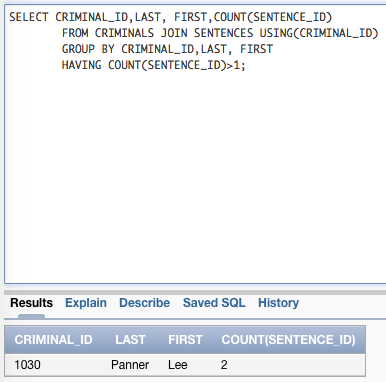 SELECT CRIMINAL_ID,LAST, FIRST,COUNT(SENTENCE_ID)
FROM CRIMINALS JOIN SENTENCES USING(CRIMINAL_ID)
GROUP BY CRIMINAL_ID,LAST, FIRST
HAVING COUNT(SENTENCE_ID)>1;
Results Explain Describe Saved SQL History
CRIMINAL_ID LAST FIRST COUNT(SENTENCE_ID)
1030 Panner Lee 2